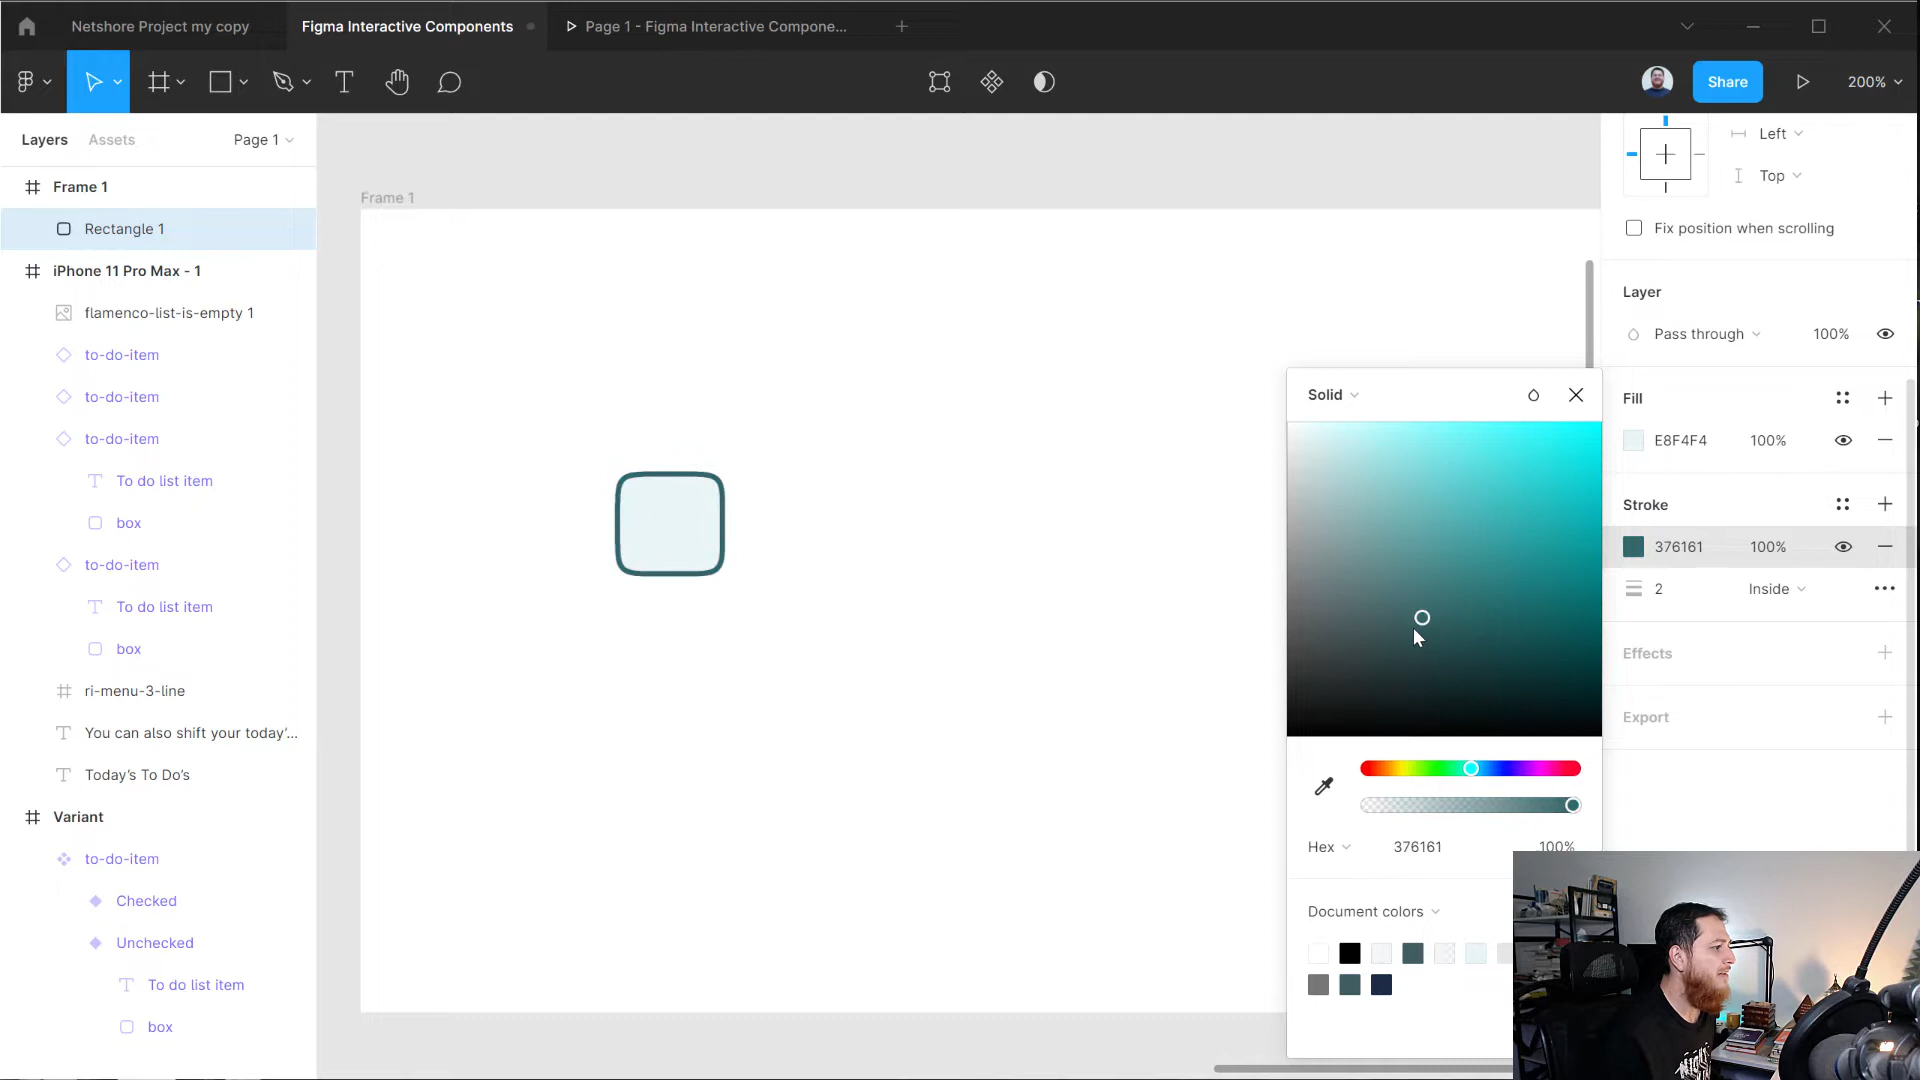 Netshore Project my copy
Figma Interactive Components
Page 1 - Figma Interactive Compone...
Share
200%
Layers
Assets
Page 1
Frame 1
Rectangle 1
iPhone 11 Pro Max - 1
flamenco-list-is-empty 1
to-do-item
to-do-item
to-do-item
To do list item
box
to-do-item
To do list item
box
ri-menu-3-line
You can also shift your today'...
Today's To Do's
Variant
to-do-item
Checked
Unchecked
To do list item
box
Frame 1
Solid
Hex
376161
100%
Document colors
Left
Top
Fix position when scrolling
Layer
Pass through
100%
Fill
E8F4F4
100%
Stroke
376161
100%
2
Inside
Effects
Export